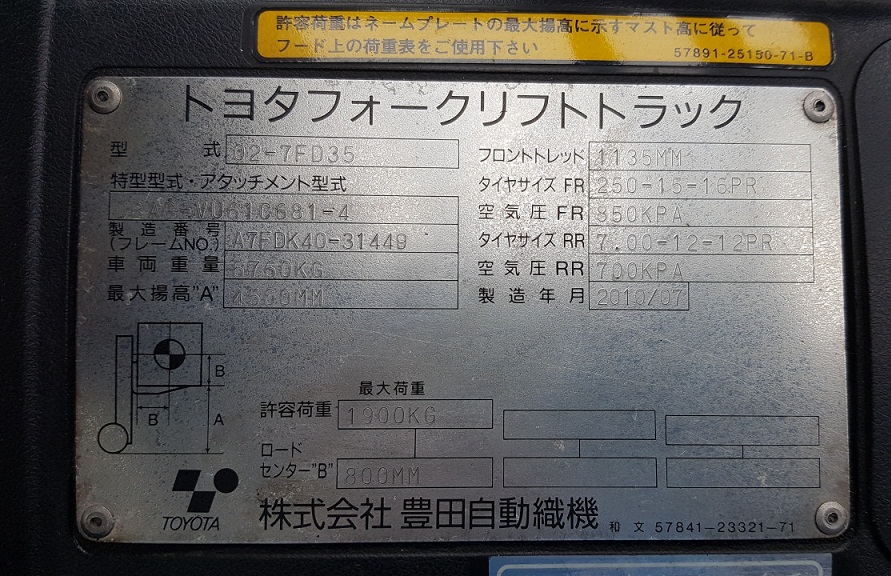 許容荷重はネームプレートの最大揚高に示すマスト高に従って
フード上の荷重表をご使用下さい 57891-25150-71-B
トヨタフォークリフトトラック
型式 02-7FD35
特型型式・アタッチメント型式
VU61C681-4
製造番号
(フレームNO.) A7FDK40-31449
車両重量 5760KG
最大揚高"A" 4500MM
フロントトレッド 1135MM
タイヤサイズ FR 250-15-16PR
空気圧 FR 850KPA
タイヤサイズ RR 7.00-12-12PR
空気圧 RR 700KPA
製造年月 2010/07
B
B
A
最大荷重
許容荷重 1900KG
ロード
センター"B" 800MM
TOYOTA
株式会社 豊田自動織機 和文 57841-23321-71